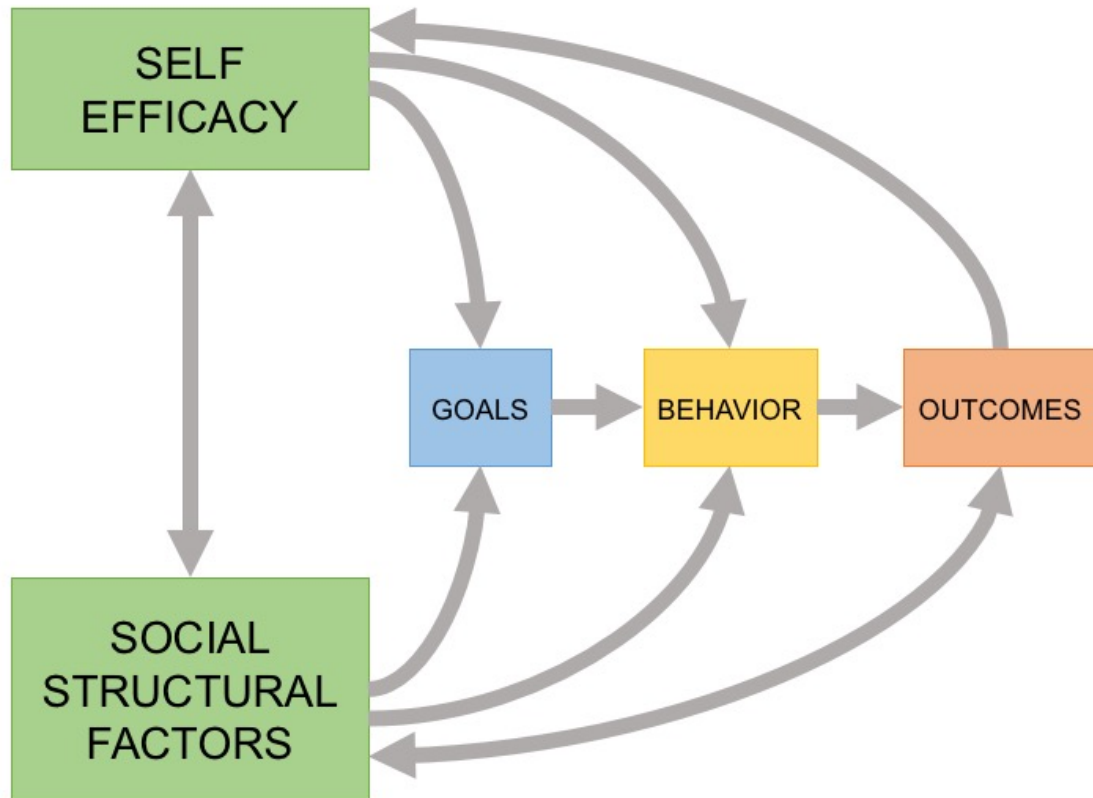 SELF
EFFICACY
GOALS
BEHAVIOR
OUTCOMES
SOCIAL
STRUCTURAL
FACTORS